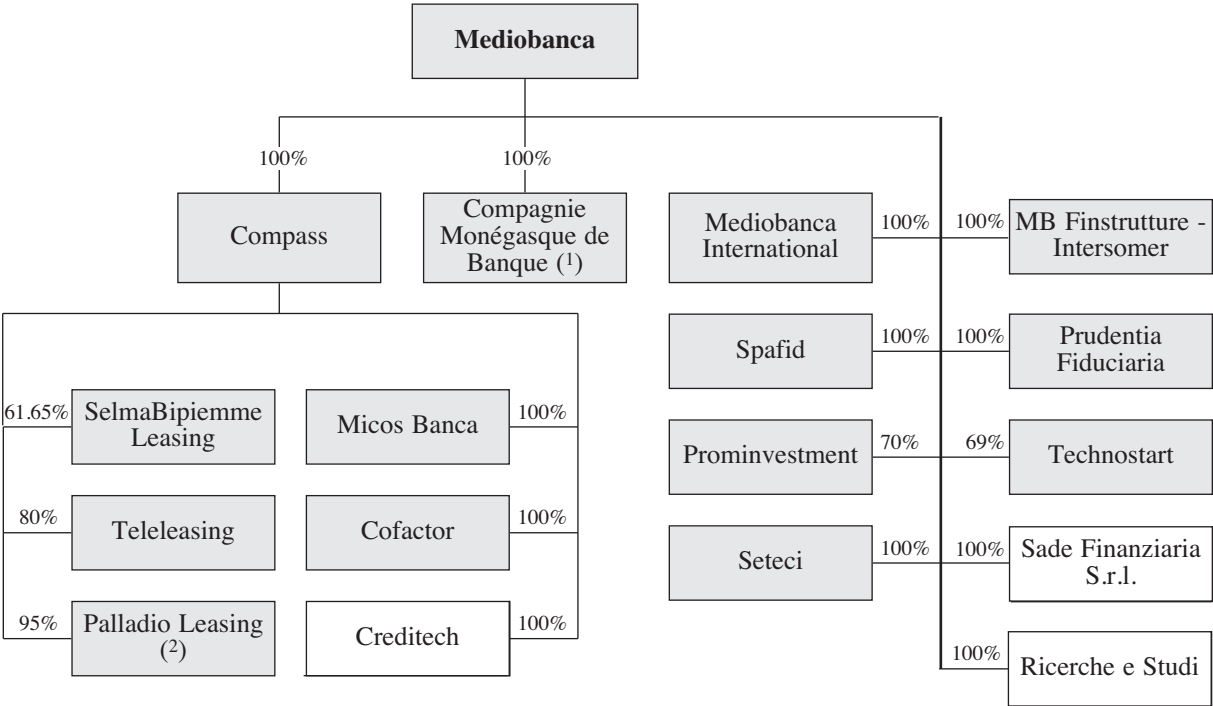 Mediobanca
100%
100%
Compass
Compagnie
Monégasque de
Banque (1)
61.65%
SelmaBipiemme
Leasing
Micos Banca
100%
80%
Teleleasing
Cofactor
100%
95%
Palladio Leasing
(2)
Creditech
100%
Mediobanca
International
100%
100%
MB Finstrutture -
Intersomer
Spafid
100%
100%
Prudentia
Fiduciaria
Prominvestment
70%
69%
Technostart
Seteci
100%
100%
Sade Finanziaria
S.r.l.
100%
Ricerche e Studi